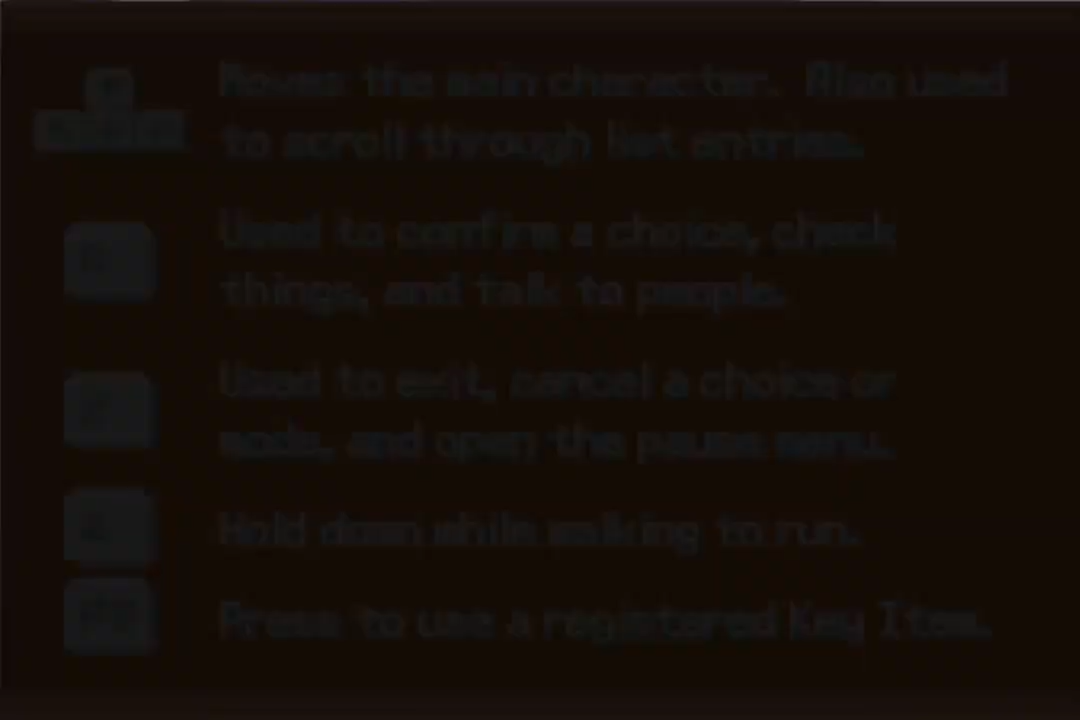 Moves the main character. Also used
to scroll through list entries.
Used to confirm a choice, check
things, and talk to people.
Used to exit, cancel a choice or
mode, and open the pause menu.
Hold down while walking to run.
Press to use a registered Key Item.